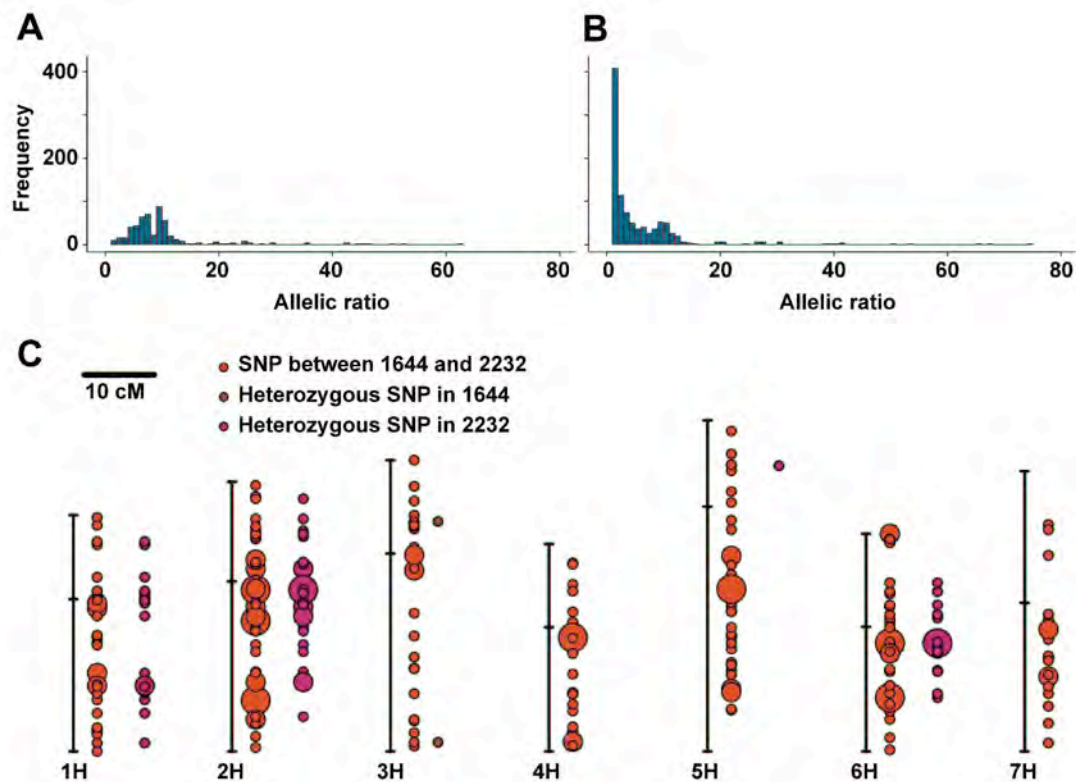 A
B
400
200
0
Frequency
0 20 40 60 80
0 20 40 60 80
Allelic ratio
Allelic ratio
C
10 cM
SNP between 1644 and 2232
Heterozygous SNP in 1644
Heterozygous SNP in 2232
1H 2H 3H 4H 5H 6H 7H